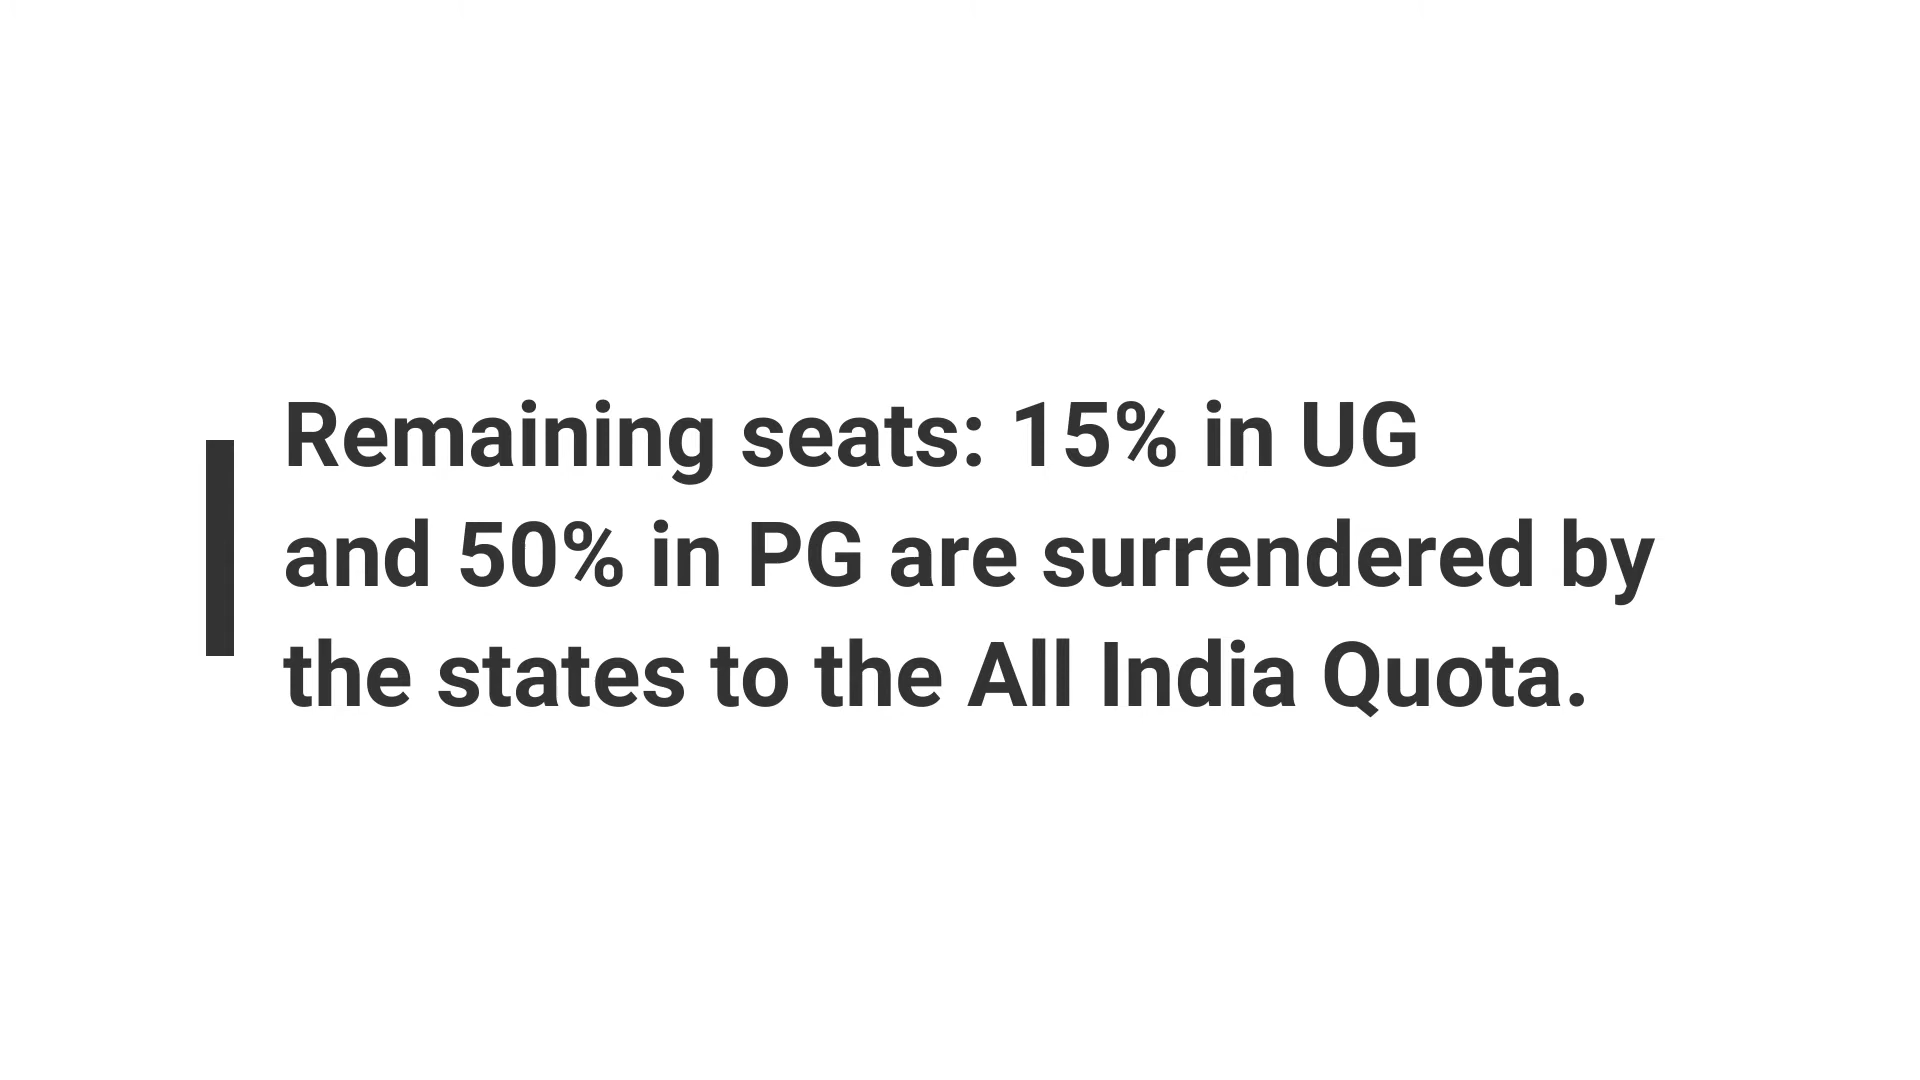 Remaining seats: 15% in UG
and 50% in PG are surrendered by
the states to the All India Quota.